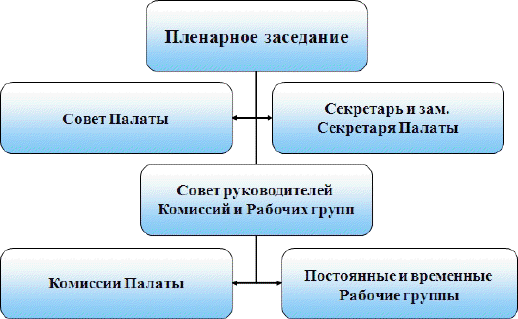 Пленарное заседание
Совет Палаты
Секретарь и зам.
Секретаря Палаты
Совет руководителей
Комиссий и Рабочих групп
Комиссии Палаты
Постоянные и временные
Рабочие группы